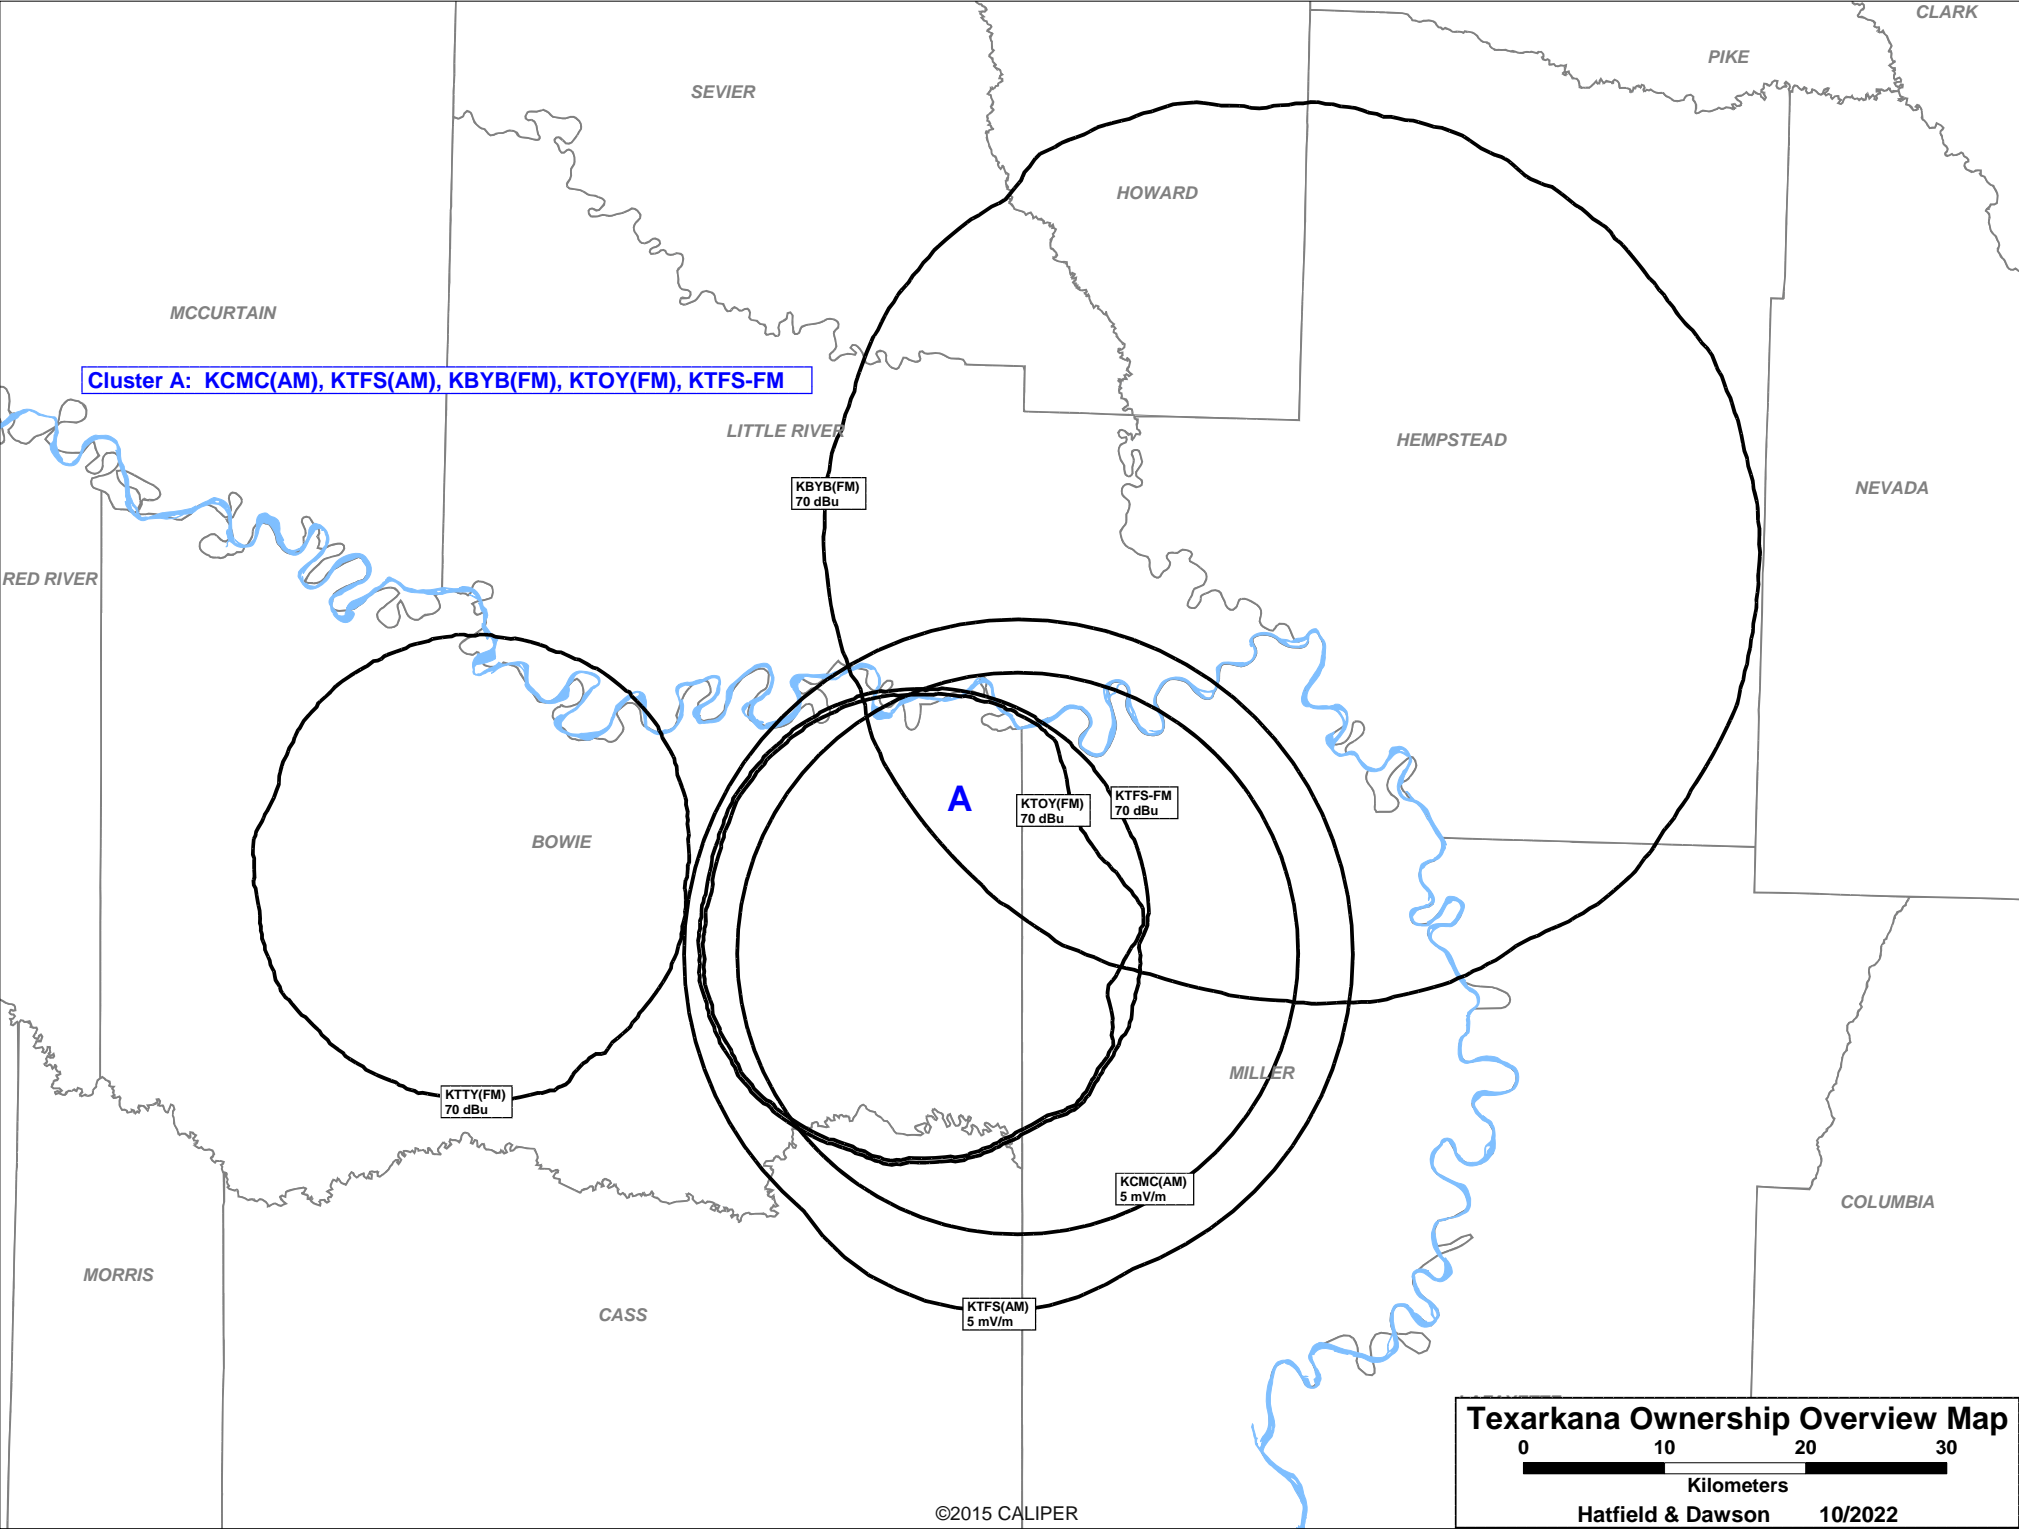 CLARK
PIKE
SEVIER
HOWARD
MCCURTAIN
Cluster A: KCMC(AM), KTFS(AM), KBYB(FM), KTOY(FM), KTFS-FM
LITTLE RIVER
HEMPSTEAD
NEVADA
KBYB(FM)
70 dBu
RED RIVER
A
KTOY(FM)
70 dBu
KTFS-FM
70 dBu
BOWIE
MILLER
KTTY(FM)
70 dBu
KCMC(AM)
5 mV/m
COLUMBIA
MORRIS
CASS
KTFS(AM)
5 mV/m
Texarkana Ownership Overview Map
0 10 20 30
Kilometers
Hatfield & Dawson 10/2022
©2015 CALIPER